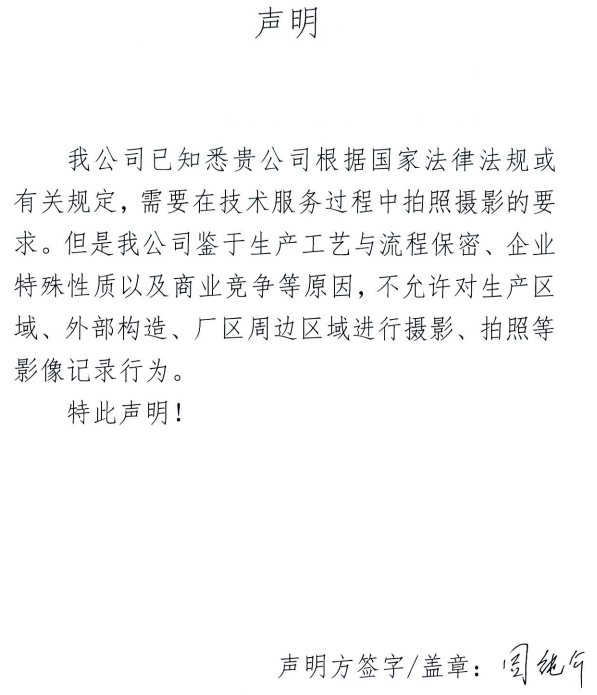 声明
我公司已知悉贵公司根据国家法律法规或
有关规定，需要在技术服务过程中拍照摄影的要
求。但是我公司鉴于生产工艺与流程保密、企业
特殊性质以及商业竞争等原因，不允许对生产区
域、外部构造、厂区周边区域进行摄影、拍照等
影像记录行为。
特此声明！
声明方签字/盖章：